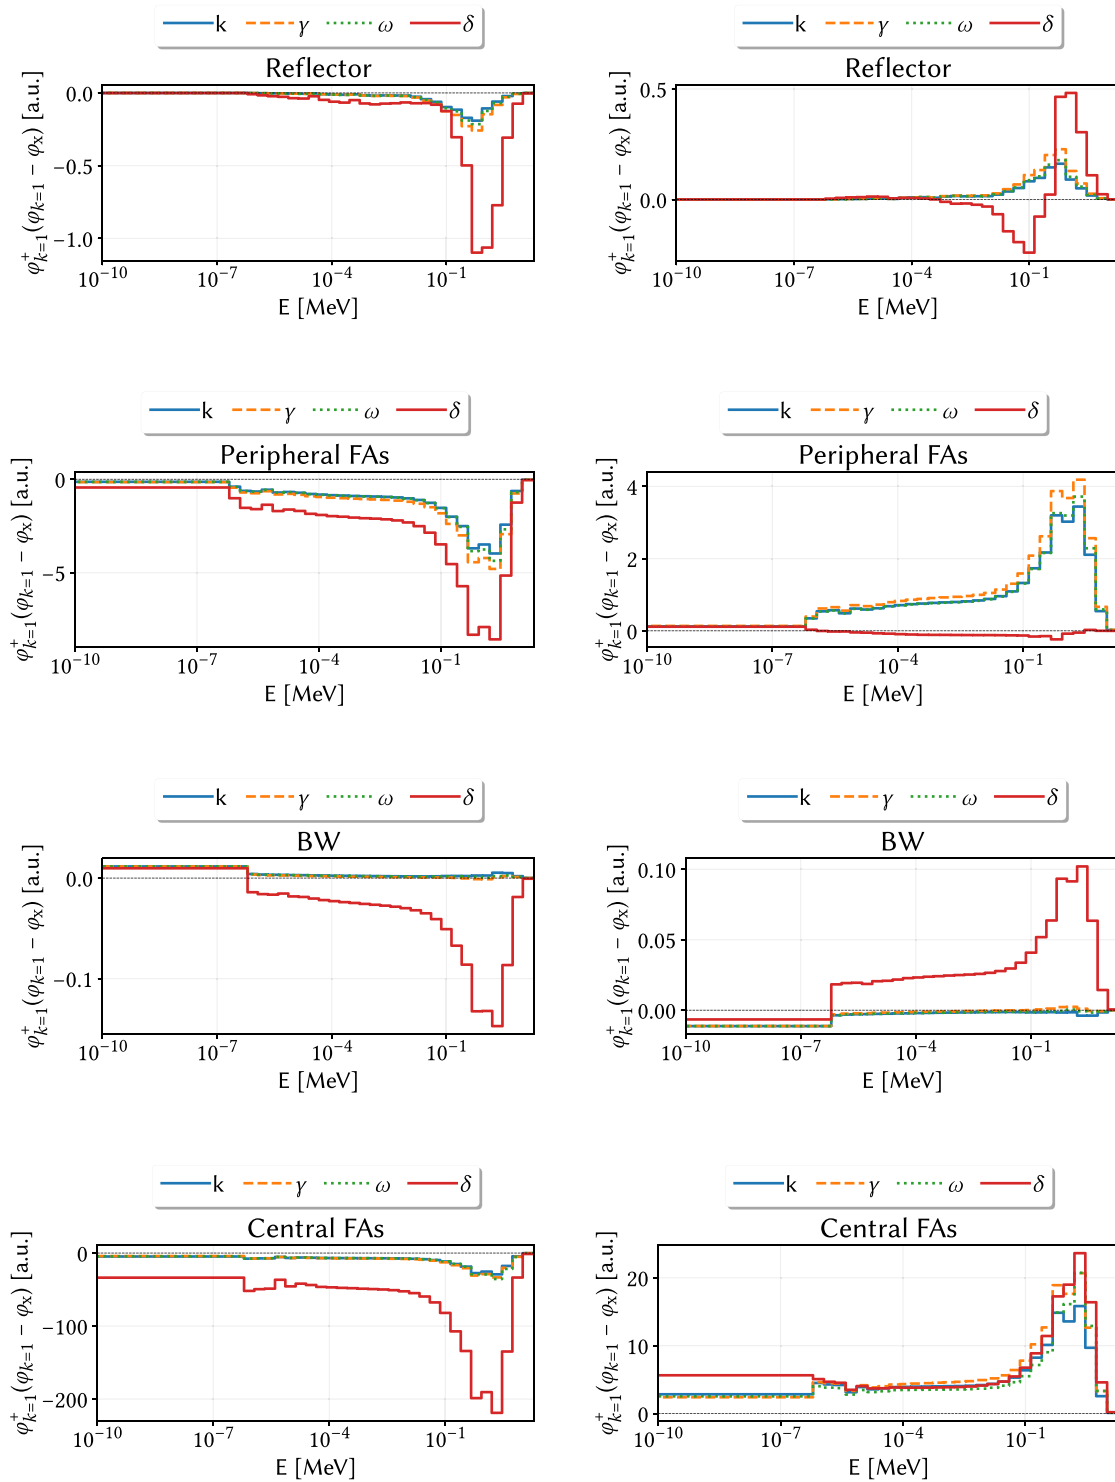 k γ ω δ
k γ ω δ
Reflector
Reflector
φ⁺ₖ₌₁(φₖ₌₁ − φₓ) [a.u.]
0.0
−0.5
−1.0
10⁻¹⁰ 10⁻⁷ 10⁻⁴ 10⁻¹
E [MeV]
φ⁺ₖ₌₁(φₖ₌₁ − φₓ) [a.u.]
0.5
0.0
10⁻¹⁰ 10⁻⁷ 10⁻⁴ 10⁻¹
E [MeV]
k γ ω δ
k γ ω δ
Peripheral FAs
Peripheral FAs
φ⁺ₖ₌₁(φₖ₌₁ − φₓ) [a.u.]
0
−5
10⁻¹⁰ 10⁻⁷ 10⁻⁴ 10⁻¹
E [MeV]
φ⁺ₖ₌₁(φₖ₌₁ − φₓ) [a.u.]
4
2
0
10⁻¹⁰ 10⁻⁷ 10⁻⁴ 10⁻¹
E [MeV]
k γ ω δ
k γ ω δ
BW
BW
φ⁺ₖ₌₁(φₖ₌₁ − φₓ) [a.u.]
0.0
−0.1
10⁻¹⁰ 10⁻⁷ 10⁻⁴ 10⁻¹
E [MeV]
φ⁺ₖ₌₁(φₖ₌₁ − φₓ) [a.u.]
0.10
0.05
0.00
10⁻¹⁰ 10⁻⁷ 10⁻⁴ 10⁻¹
E [MeV]
k γ ω δ
k γ ω δ
Central FAs
Central FAs
φ⁺ₖ₌₁(φₖ₌₁ − φₓ) [a.u.]
0
−100
−200
10⁻¹⁰ 10⁻⁷ 10⁻⁴ 10⁻¹
E [MeV]
φ⁺ₖ₌₁(φₖ₌₁ − φₓ) [a.u.]
20
10
0
10⁻¹⁰ 10⁻⁷ 10⁻⁴ 10⁻¹
E [MeV]